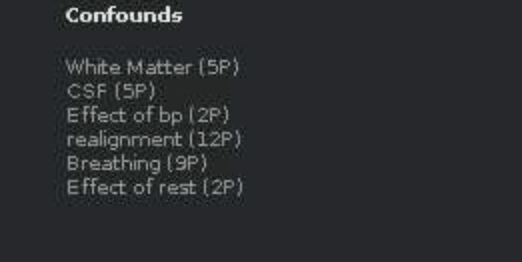 Confounds
White Matter (5P)
CSF (5P)
Effect of bp (2P)
realignment (12P)
Breathing (9P)
Effect of rest (2P)